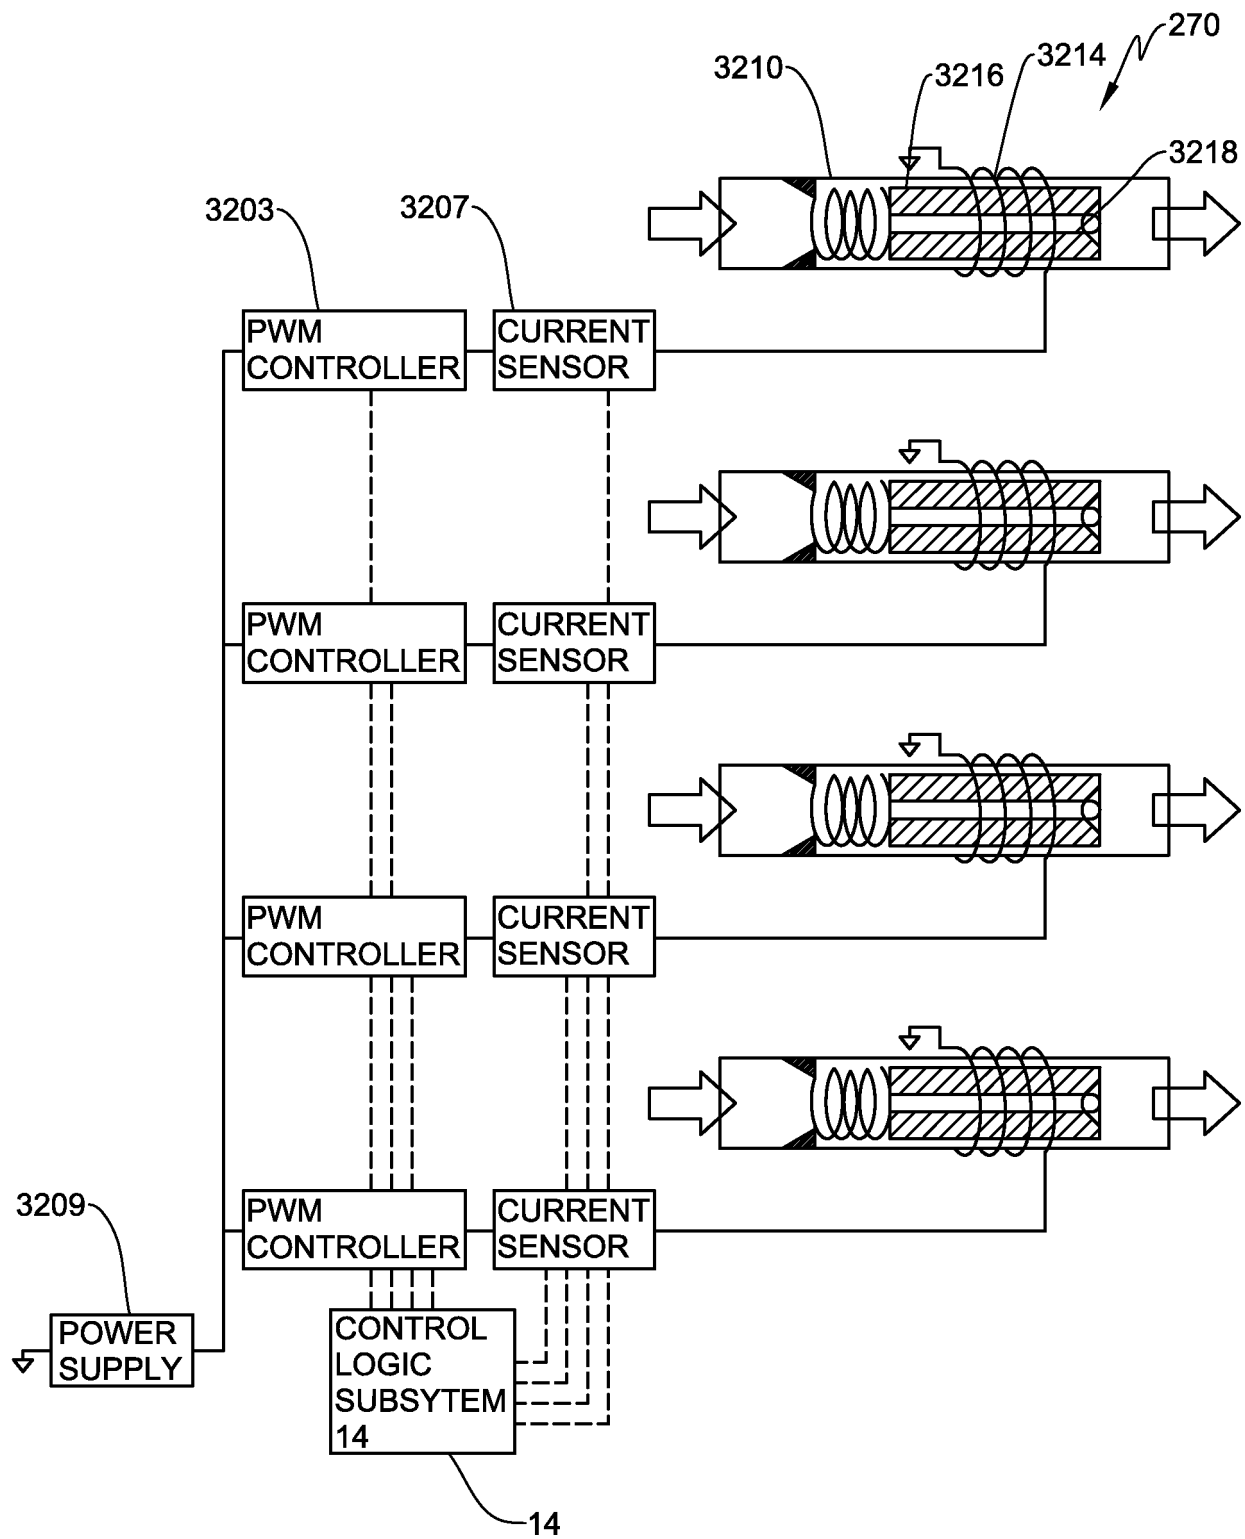 270
3214
3210
3216
3218
3203
3207
PWM
CONTROLLER
CURRENT
SENSOR
PWM
CONTROLLER
CURRENT
SENSOR
PWM
CONTROLLER
CURRENT
SENSOR
3209
PWM
CONTROLLER
CURRENT
SENSOR
POWER
SUPPLY
CONTROL
LOGIC
SUBSYTEM
14
14